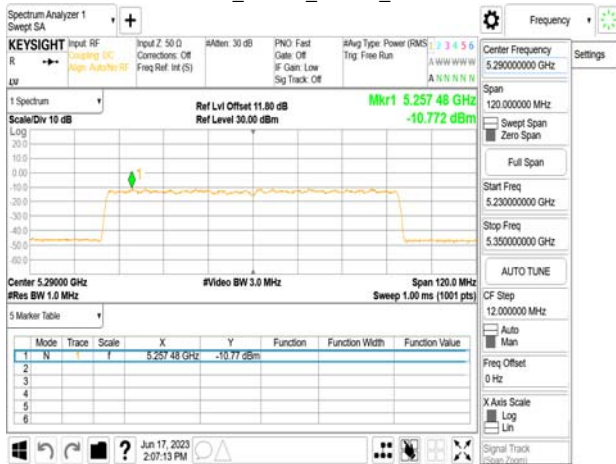 Spectrum Analyzer 1
Swept SA
+
Frequency
KEYSIGHT
Input: RF
Coupling: DC
Align: Auto/No RF
Input Z: 50 Ω
Corrections: Off
Freq Ref: Int (S)
#Atten: 30 dB
PNO: Fast
Gate: Off
IF Gain: Low
Sig Track: Off
#Avg Type: Power (RMS)
Trig: Free Run
1 2 3 4 5 6
A W W W W W
A N N N N N
R
LV
Center Frequency
5.290000000 GHz
Settings
Span
120.000000 MHz
Swept Span
Zero Span
Full Span
Start Freq
5.230000000 GHz
Stop Freq
5.350000000 GHz
AUTO TUNE
CF Step
12.000000 MHz
Auto
Man
Freq Offset
0 Hz
X Axis Scale
Log
Lin
Signal Track
(Span Zoom)
1 Spectrum
Scale/Div 10 dB
Ref Lvl Offset 11.80 dB
Ref Level 30.00 dBm
Mkr1 5.257 48 GHz
-10.772 dBm
Log
20.0
10.0
0.00
-10.0
-20.0
-30.0
-40.0
-50.0
-60.0
1
Center 5.29000 GHz
#Res BW 1.0 MHz
#Video BW 3.0 MHz
Span 120.0 MHz
Sweep 1.00 ms (1001 pts)
5 Marker Table
Mode Trace Scale X Y Function Function Width Function Value
1 N 1 f 5.257 48 GHz -10.77 dBm
2
3
4
5
6
?
Jun 17, 2023
2:07:13 PM